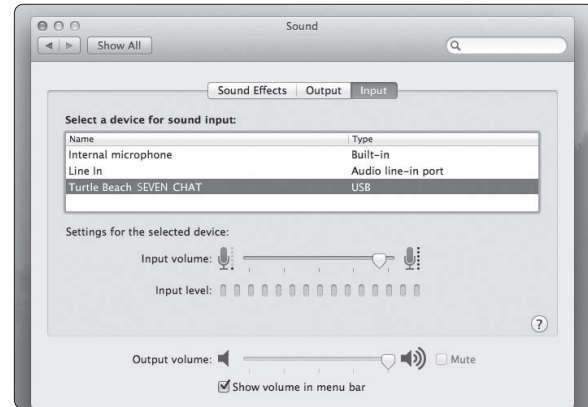 Sound
Show All
Sound Effects Output Input
Select a device for sound input:
Name Type
Internal microphone Built-in
Line In Audio line-in port
Turtle Beach SEVEN CHAT USB
Settings for the selected device:
Input volume:
Input level:
?
Output volume: Mute
Show volume in menu bar